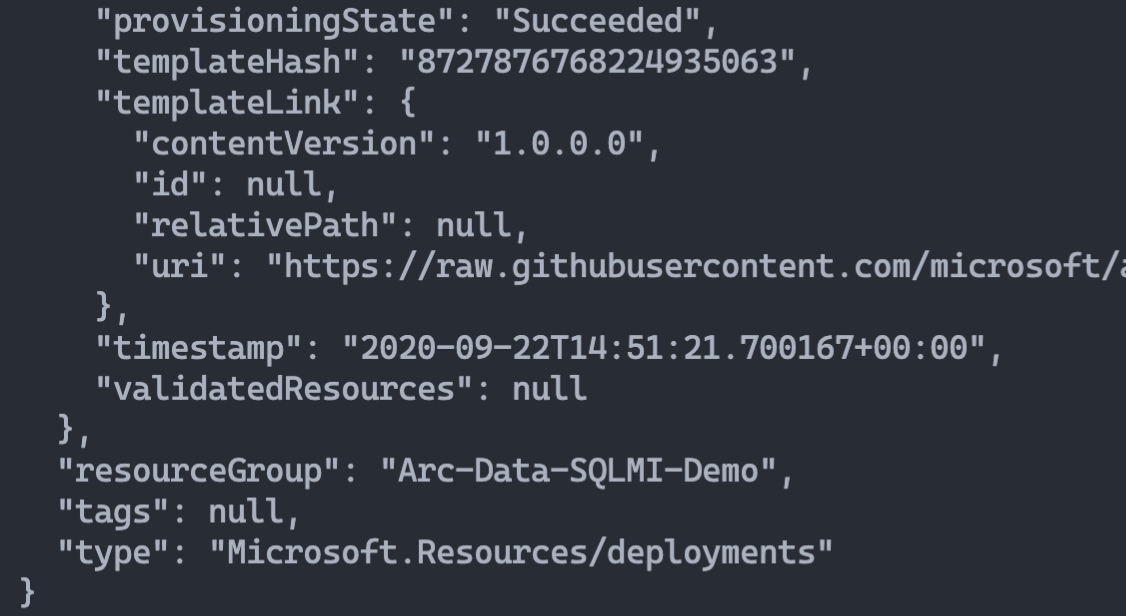 "provisioningState": "Succeeded",
"templateHash": "8727876768224935063",
"templateLink": {
"contentVersion": "1.0.0.0",
"id": null,
"relativePath": null,
"uri": "https://raw.githubusercontent.com/microsoft/a
},
"timestamp": "2020-09-22T14:51:21.700167+00:00",
"validatedResources": null
},
"resourceGroup": "Arc-Data-SQLMI-Demo",
"tags": null,
"type": "Microsoft.Resources/deployments"
}